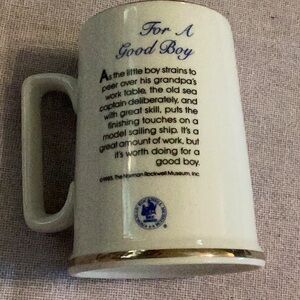 For A
Good Boy
As the little boy strains to
peer over his grandpa's
work table, the old sea
captain deliberately, and
with great skill, puts the
finishing touches on a
model sailing ship. It's a
great amount of work, but
it's worth doing for a
good boy.
©1985, The Norman Rockwell Museum, Inc.
®